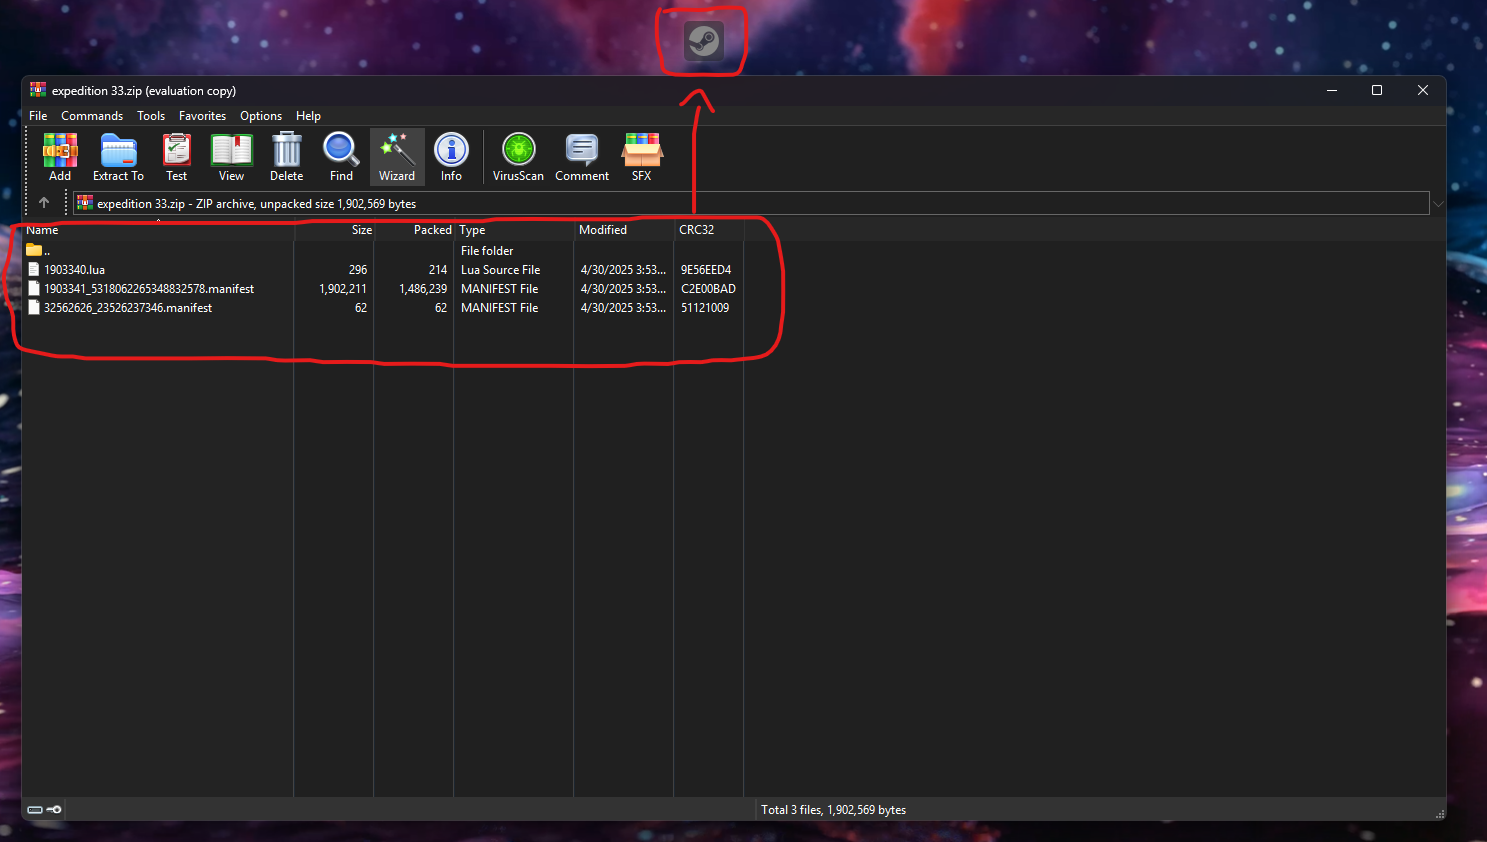 expedition 33.zip (evaluation copy)
File Commands Tools Favorites Options Help
Add Extract To Test View Delete Find Wizard Info VirusScan Comment SFX
expedition 33.zip - ZIP archive, unpacked size 1,902,569 bytes
Name Size Packed Type Modified CRC32
.. File folder
1903340.lua 296 214 Lua Source File 4/30/2025 3:53... 9E56EED4
1903341_5318062265348832578.manifest 1,902,211 1,486,239 MANIFEST File 4/30/2025 3:53... C2E00BAD
32562626_23526237346.manifest 62 62 MANIFEST File 4/30/2025 3:53... 51121009
Total 3 files, 1,902,569 bytes